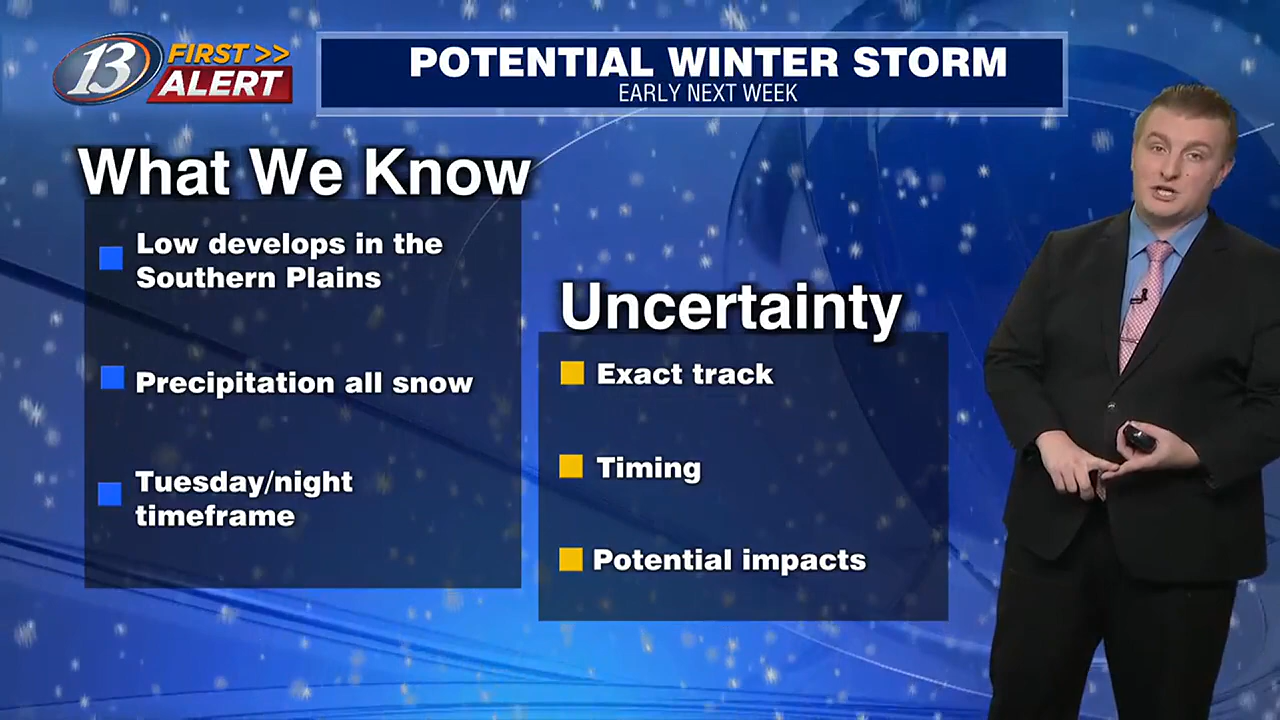 13 FIRST >>
ALERT
POTENTIAL WINTER STORM
EARLY NEXT WEEK
What We Know
Low develops in the
Southern Plains
Precipitation all snow
Tuesday/night
timeframe
Uncertainty
Exact track
Timing
Potential impacts